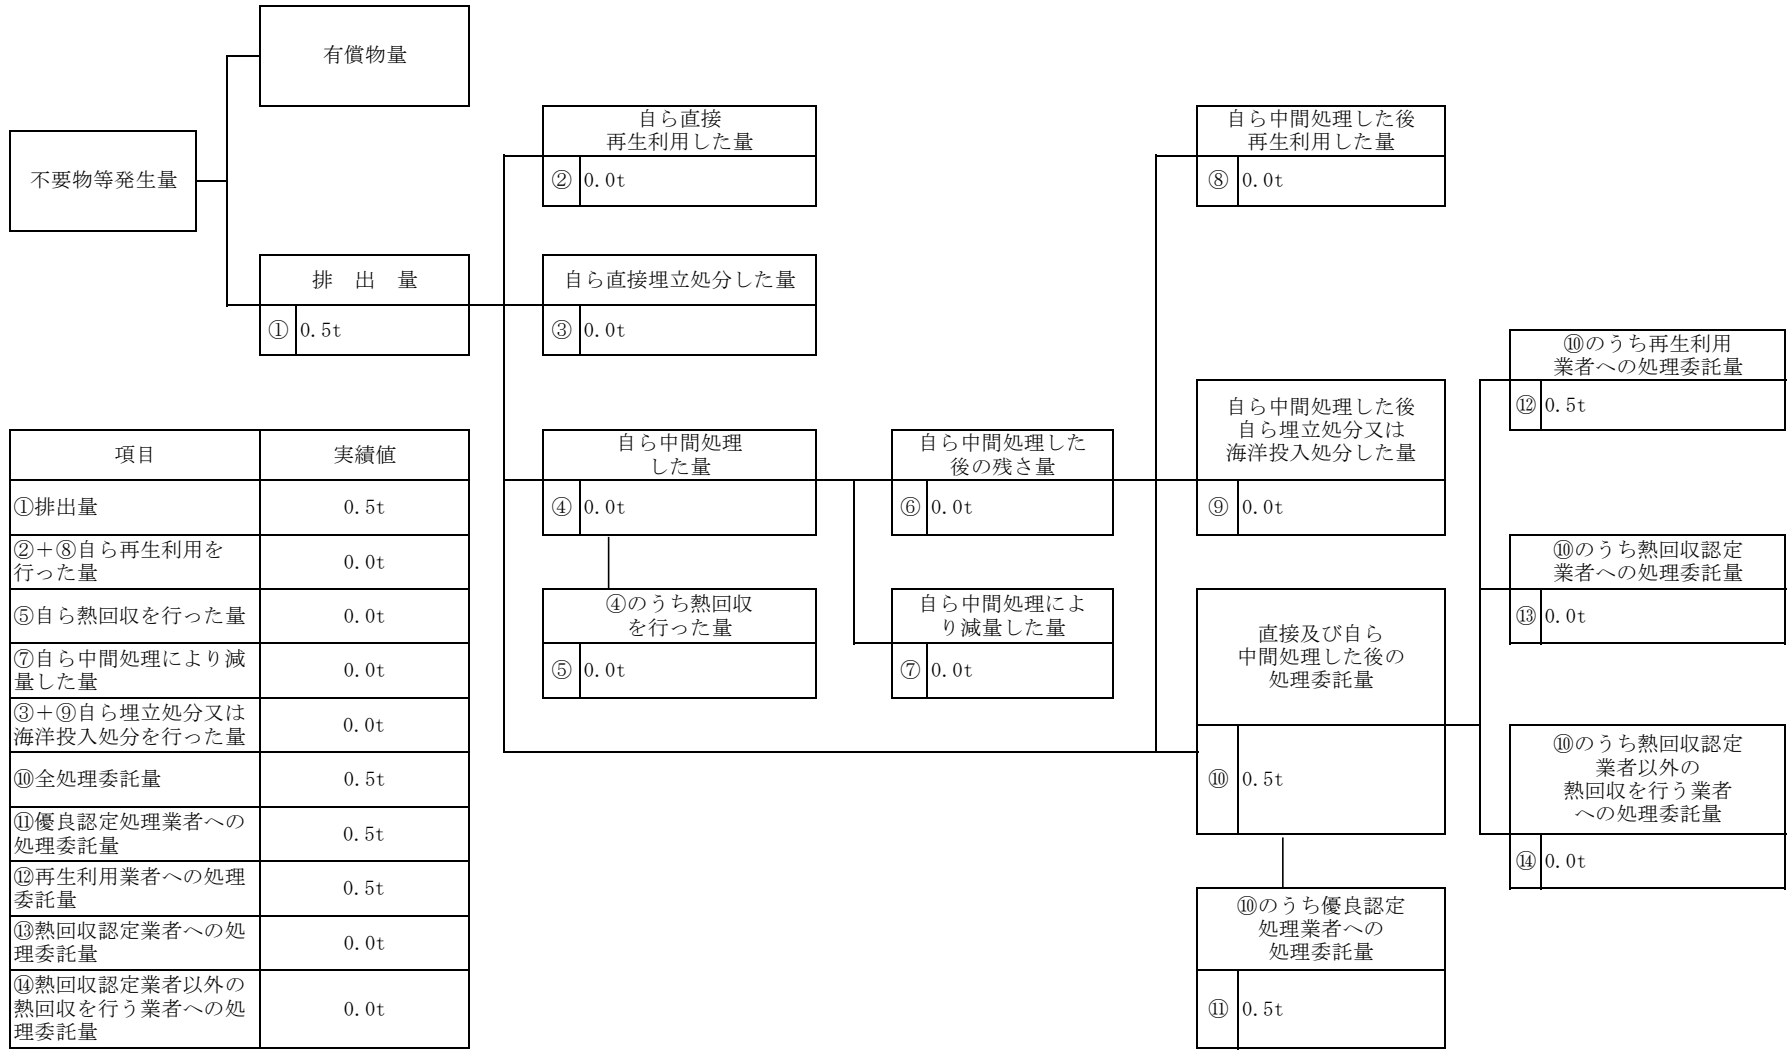 有償物量
不要物等発生量
排　出　量
① 0.5t
自ら直接
再生利用した量
② 0.0t
自ら直接埋立処分した量
③ 0.0t
自ら中間処理
した量
④ 0.0t
④のうち熱回収
を行った量
⑤ 0.0t
自ら中間処理した
後の残さ量
⑥ 0.0t
自ら中間処理によ
り減量した量
⑦ 0.0t
自ら中間処理した後
再生利用した量
⑧ 0.0t
自ら中間処理した後
自ら埋立処分又は
海洋投入処分した量
⑨ 0.0t
直接及び自ら
中間処理した後の
処理委託量
⑩ 0.5t
⑩のうち優良認定
処理業者への
処理委託量
⑪ 0.5t
⑩のうち再生利用
業者への処理委託量
⑫ 0.5t
⑩のうち熱回収認定
業者への処理委託量
⑬ 0.0t
⑩のうち熱回収認定
業者以外の
熱回収を行う業者
への処理委託量
⑭ 0.0t
項目 実績値
①排出量 0.5t
②＋⑧自ら再生利用を
行った量 0.0t
⑤自ら熱回収を行った量 0.0t
⑦自ら中間処理により減
量した量 0.0t
③＋⑨自ら埋立処分又は
海洋投入処分を行った量 0.0t
⑩全処理委託量 0.5t
⑪優良認定処理業者への
処理委託量 0.5t
⑫再生利用業者への処理
委託量 0.5t
⑬熱回収認定業者への処
理委託量 0.0t
⑭熱回収認定業者以外の
熱回収を行う業者への処
理委託量 0.0t